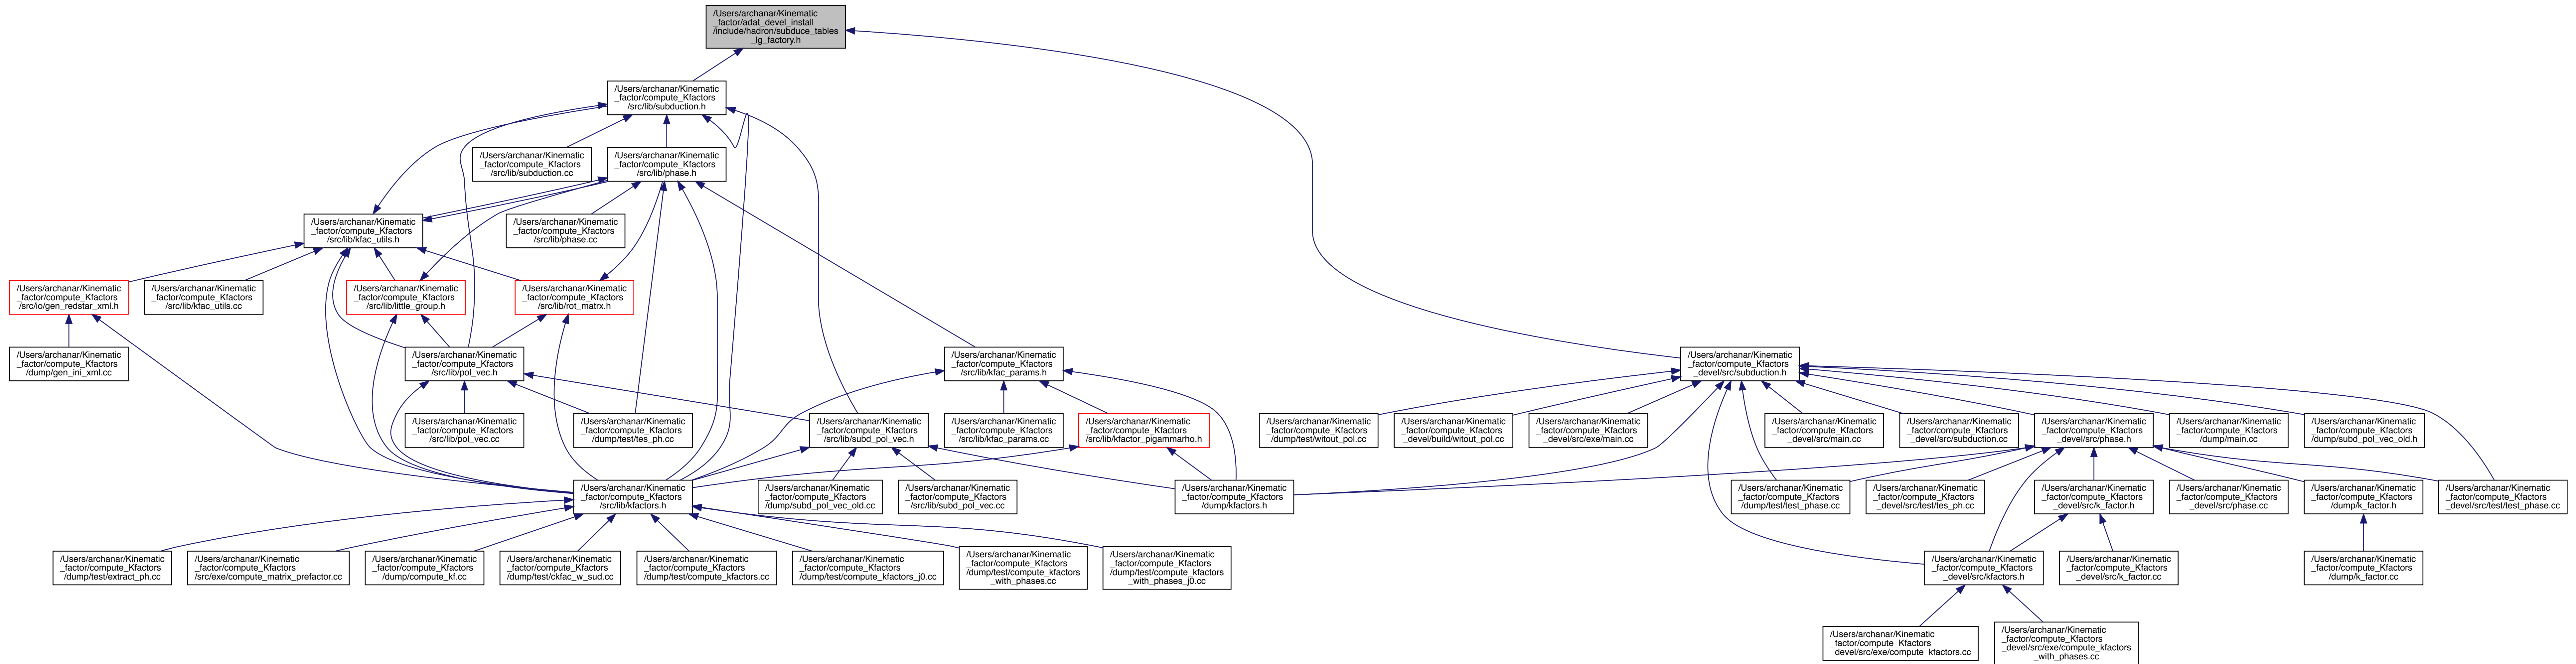 /Users/archanar/Kinematic
_factor/adat_devel_install
/include/hadron/subduce_tables
_lg_factory.h
/Users/archanar/Kinematic
_factor/compute_Kfactors
/src/lib/subduction.h
/Users/archanar/Kinematic
_factor/compute_Kfactors
/src/lib/subduction.cc
/Users/archanar/Kinematic
_factor/compute_Kfactors
/src/lib/phase.h
/Users/archanar/Kinematic
_factor/compute_Kfactors
/src/lib/kfac_utils.h
/Users/archanar/Kinematic
_factor/compute_Kfactors
/src/lib/phase.cc
/Users/archanar/Kinematic
_factor/compute_Kfactors
/src/io/gen_redstar_xml.h
/Users/archanar/Kinematic
_factor/compute_Kfactors
/src/lib/kfac_utils.cc
/Users/archanar/Kinematic
_factor/compute_Kfactors
/src/lib/little_group.h
/Users/archanar/Kinematic
_factor/compute_Kfactors
/src/lib/rot_matrx.h
/Users/archanar/Kinematic
_factor/compute_Kfactors
/dump/gen_ini_xml.cc
/Users/archanar/Kinematic
_factor/compute_Kfactors
/src/lib/pol_vec.h
/Users/archanar/Kinematic
_factor/compute_Kfactors
/src/lib/kfac_params.h
/Users/archanar/Kinematic
_factor/compute_Kfactors
_devel/src/subduction.h
/Users/archanar/Kinematic
_factor/compute_Kfactors
/src/lib/pol_vec.cc
/Users/archanar/Kinematic
_factor/compute_Kfactors
/dump/test/tes_ph.cc
/Users/archanar/Kinematic
_factor/compute_Kfactors
/src/lib/subd_pol_vec.h
/Users/archanar/Kinematic
_factor/compute_Kfactors
/src/lib/kfac_params.cc
/Users/archanar/Kinematic
_factor/compute_Kfactors
/src/lib/kfactor_pigammarho.h
/Users/archanar/Kinematic
_factor/compute_Kfactors
/dump/test/witout_pol.cc
/Users/archanar/Kinematic
_factor/compute_Kfactors
_devel/build/witout_pol.cc
/Users/archanar/Kinematic
_factor/compute_Kfactors
_devel/src/exe/main.cc
/Users/archanar/Kinematic
_factor/compute_Kfactors
_devel/src/main.cc
/Users/archanar/Kinematic
_factor/compute_Kfactors
_devel/src/subduction.cc
/Users/archanar/Kinematic
_factor/compute_Kfactors
_devel/src/phase.h
/Users/archanar/Kinematic
_factor/compute_Kfactors
/dump/main.cc
/Users/archanar/Kinematic
_factor/compute_Kfactors
/dump/subd_pol_vec_old.h
/Users/archanar/Kinematic
_factor/compute_Kfactors
/src/lib/kfactors.h
/Users/archanar/Kinematic
_factor/compute_Kfactors
/dump/subd_pol_vec_old.cc
/Users/archanar/Kinematic
_factor/compute_Kfactors
/src/lib/subd_pol_vec.cc
/Users/archanar/Kinematic
_factor/compute_Kfactors
/dump/kfactors.h
/Users/archanar/Kinematic
_factor/compute_Kfactors
/dump/test/test_phase.cc
/Users/archanar/Kinematic
_factor/compute_Kfactors
_devel/src/test/tes_ph.cc
/Users/archanar/Kinematic
_factor/compute_Kfactors
_devel/src/k_factor.h
/Users/archanar/Kinematic
_factor/compute_Kfactors
_devel/src/phase.cc
/Users/archanar/Kinematic
_factor/compute_Kfactors
/dump/k_factor.h
/Users/archanar/Kinematic
_factor/compute_Kfactors
_devel/src/test/test_phase.cc
/Users/archanar/Kinematic
_factor/compute_Kfactors
/dump/test/extract_ph.cc
/Users/archanar/Kinematic
_factor/compute_Kfactors
/src/exe/compute_matrix_prefactor.cc
/Users/archanar/Kinematic
_factor/compute_Kfactors
/dump/compute_kf.cc
/Users/archanar/Kinematic
_factor/compute_Kfactors
/dump/test/ckfac_w_sud.cc
/Users/archanar/Kinematic
_factor/compute_Kfactors
/dump/test/compute_kfactors.cc
/Users/archanar/Kinematic
_factor/compute_Kfactors
/dump/test/compute_kfactors_j0.cc
/Users/archanar/Kinematic
_factor/compute_Kfactors
/dump/test/compute_kfactors
_with_phases.cc
/Users/archanar/Kinematic
_factor/compute_Kfactors
/dump/test/compute_kfactors
_with_phases_j0.cc
/Users/archanar/Kinematic
_factor/compute_Kfactors
_devel/src/kfactors.h
/Users/archanar/Kinematic
_factor/compute_Kfactors
_devel/src/k_factor.cc
/Users/archanar/Kinematic
_factor/compute_Kfactors
/dump/k_factor.cc
/Users/archanar/Kinematic
_factor/compute_Kfactors
_devel/src/exe/compute_kfactors.cc
/Users/archanar/Kinematic
_factor/compute_Kfactors
_devel/src/exe/compute_kfactors
_with_phases.cc